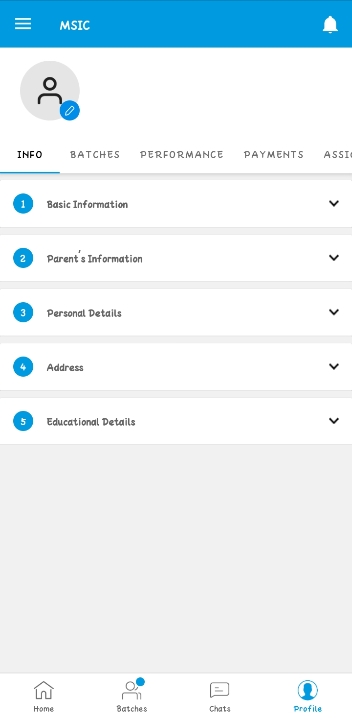 MSIC
INFO BATCHES PERFORMANCE PAYMENTS ASSIG
1 Basic Information
2 Parent's Information
3 Personal Details
4 Address
5 Educational Details
Home Batches Chats Profile